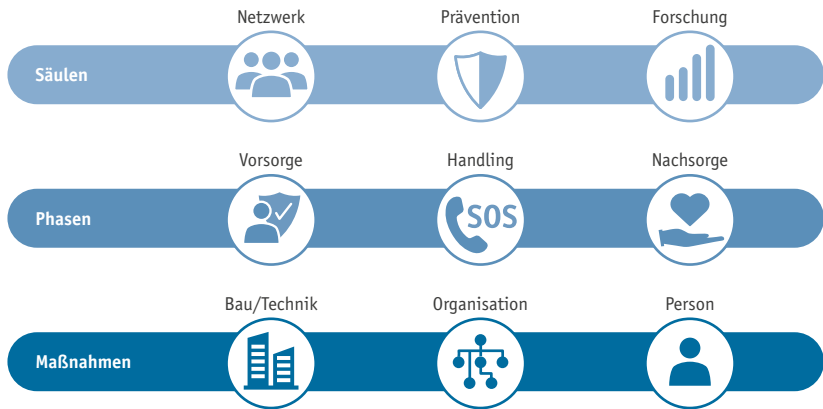 Netzwerk Prävention Forschung
Säulen
Vorsorge Handling Nachsorge
Phasen
SOS
Bau/Technik Organisation Person
Maßnahmen